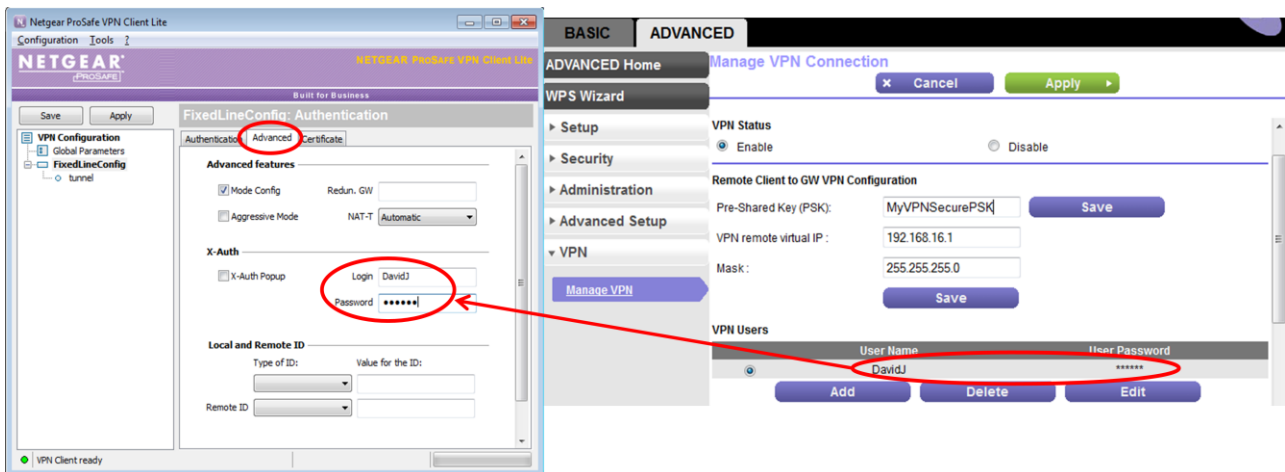 Netgear ProSafe VPN Client Lite
Configuration Tools ?
NETGEAR®
PROSAFE
NETGEAR ProSafe VPN Client Lite
Built for Business
Save Apply
VPN Configuration
Global Parameters
FixedLineConfig
tunnel
FixedLineConfig: Authentication
Authentication Advanced Certificate
Advanced features
Mode Config Redun. GW
Aggressive Mode NAT-T Automatic
X-Auth
X-Auth Popup Login DavidJ
Password ••••••
Local and Remote ID
Type of ID: Value for the ID:
Remote ID
VPN Client ready
BASIC ADVANCED
ADVANCED Home
WPS Wizard
Setup
Security
Administration
Advanced Setup
VPN
Manage VPN
Manage VPN Connection
x Cancel Apply
VPN Status
Enable Disable
Remote Client to GW VPN Configuration
Pre-Shared Key (PSK): MyVPNSecurePSK Save
VPN remote virtual IP : 192.168.16.1
Mask : 255.255.255.0
Save
VPN Users
User Name User Password
DavidJ ******
Add Delete Edit